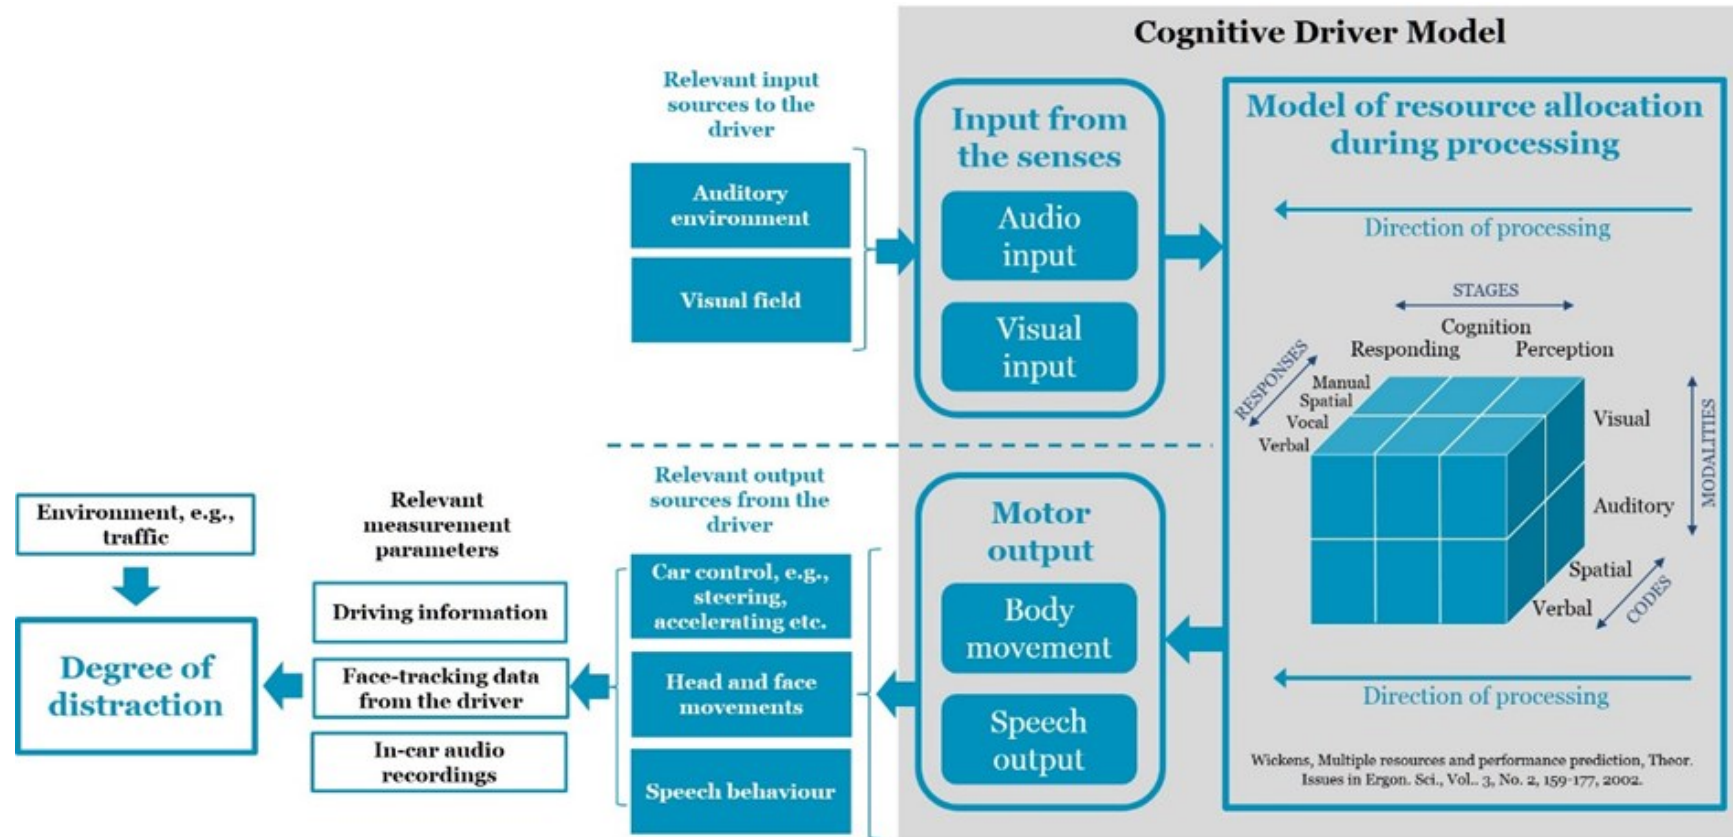 Cognitive Driver Model
Relevant input
sources to the
driver
Auditory
environment
Visual field
Input from
the senses
Audio
input
Visual
input
Model of resource allocation
during processing
Direction of processing
STAGES
Cognition
Responding
Perception
RESPONSES
Manual
Spatial
Vocal
Verbal
Visual
Auditory
MODALITIES
Spatial
Verbal
CODES
Direction of processing
Wickens, Multiple resources and performance prediction, Theor.
Issues in Ergon. Sci., Vol.. 3, No. 2, 159-177, 2002.
Motor
output
Body
movement
Speech
output
Relevant output
sources from the
driver
Car control, e.g.,
steering,
accelerating etc.
Head and face
movements
Speech behaviour
Relevant
measurement
parameters
Driving information
Face-tracking data
from the driver
In-car audio
recordings
Environment, e.g.,
traffic
Degree of
distraction